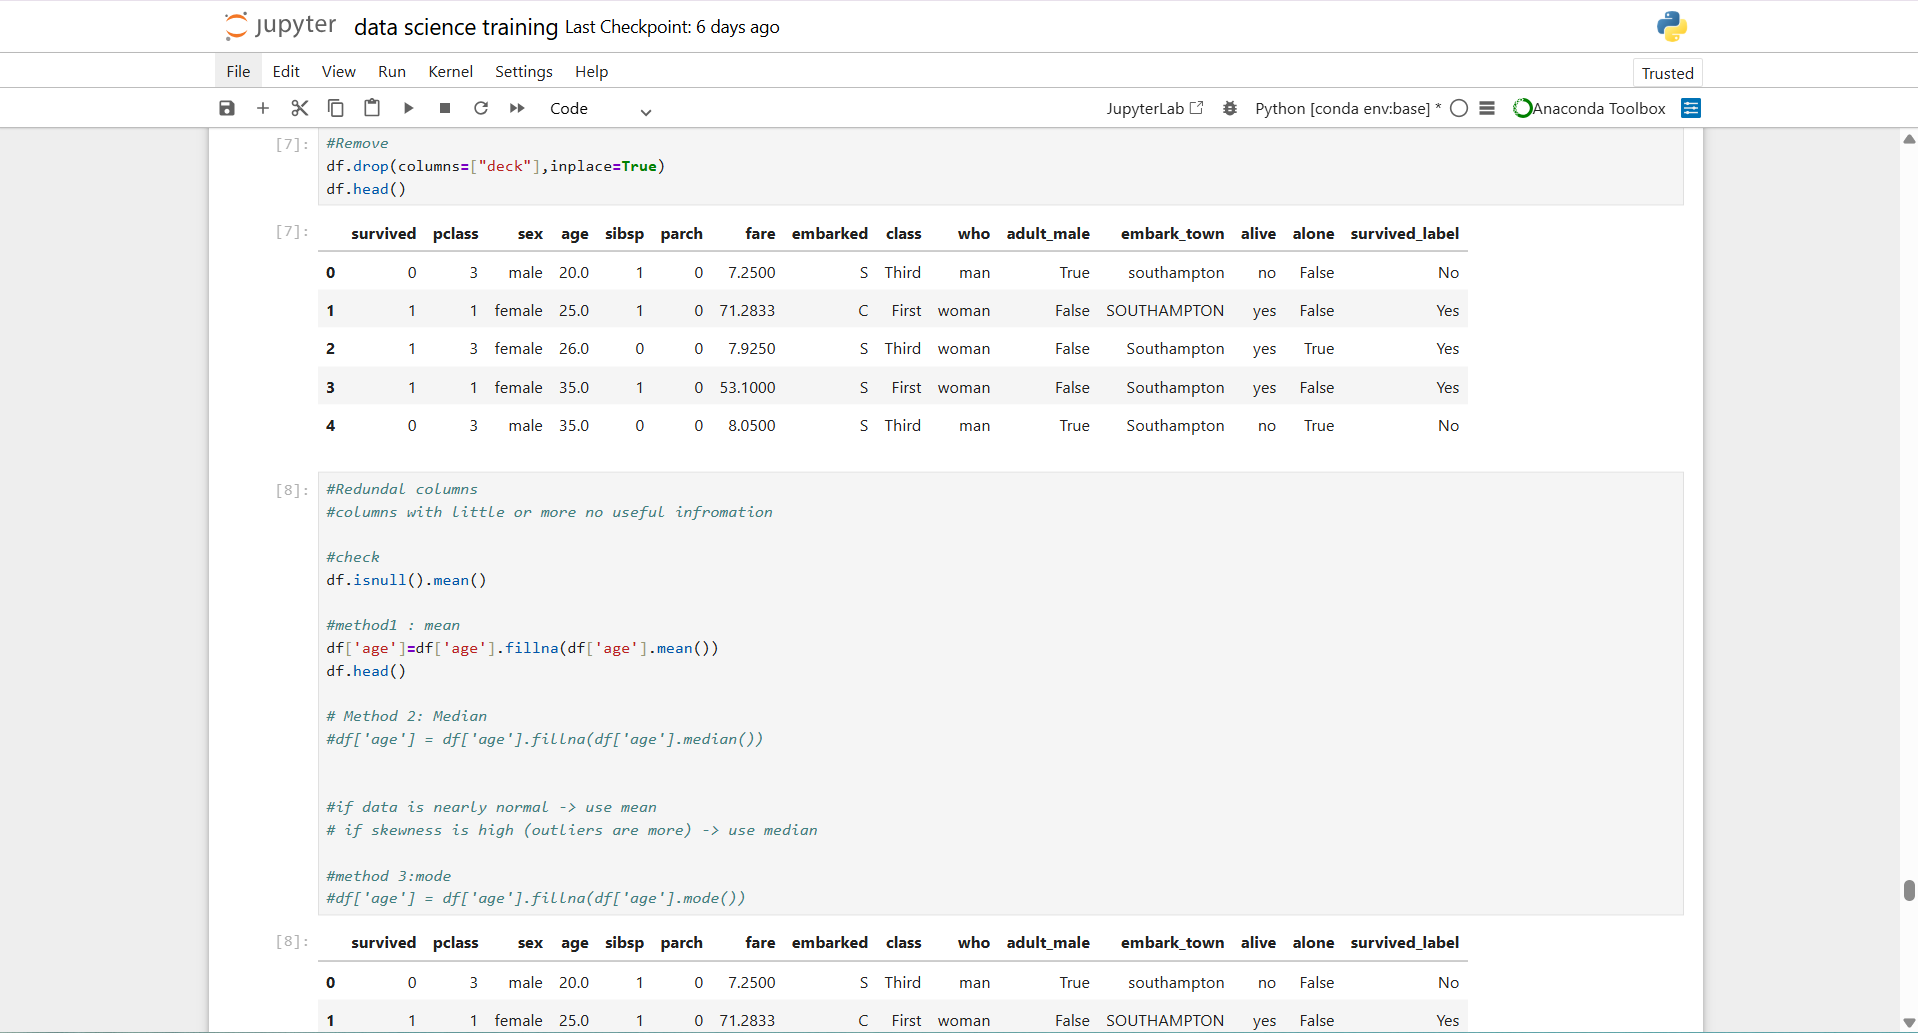 jupyter data science training Last Checkpoint: 6 days ago
File Edit View Run Kernel Settings Help Trusted
Code JupyterLab Python [conda env:base] * Anaconda Toolbox
[7]: #Remove
df.drop(columns=["deck"],inplace=True)
df.head()
[7]: survived pclass sex age sibsp parch fare embarked class who adult_male embark_town alive alone survived_label
0 0 3 male 20.0 1 0 7.2500 S Third man True southampton no False No
1 1 1 female 25.0 1 0 71.2833 C First woman False SOUTHAMPTON yes False Yes
2 1 3 female 26.0 0 0 7.9250 S Third woman False Southampton yes True Yes
3 1 1 female 35.0 1 0 53.1000 S First woman False Southampton yes False Yes
4 0 3 male 35.0 0 0 8.0500 S Third man True Southampton no True No
[8]: #Redundal columns
#columns with little or more no useful infromation
#check
df.isnull().mean()
#method1 : mean
df['age']=df['age'].fillna(df['age'].mean())
df.head()
# Method 2: Median
#df['age'] = df['age'].fillna(df['age'].median())
#if data is nearly normal -> use mean
# if skewness is high (outliers are more) -> use median
#method 3:mode
#df['age'] = df['age'].fillna(df['age'].mode())
[8]: survived pclass sex age sibsp parch fare embarked class who adult_male embark_town alive alone survived_label
0 0 3 male 20.0 1 0 7.2500 S Third man True southampton no False No
1 1 1 female 25.0 1 0 71.2833 C First woman False SOUTHAMPTON yes False Yes